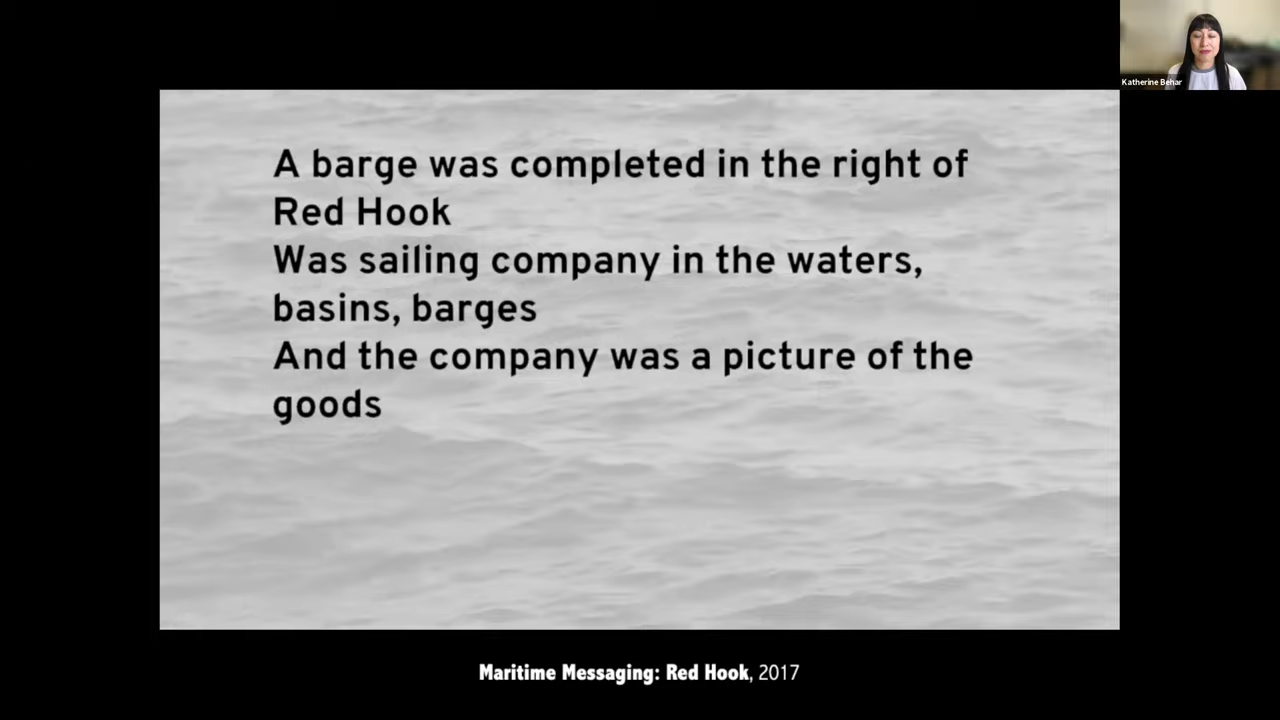 Katherine Behar
A barge was completed in the right of
Red Hook
Was sailing company in the waters,
basins, barges
And the company was a picture of the
goods
Maritime Messaging: Red Hook, 2017